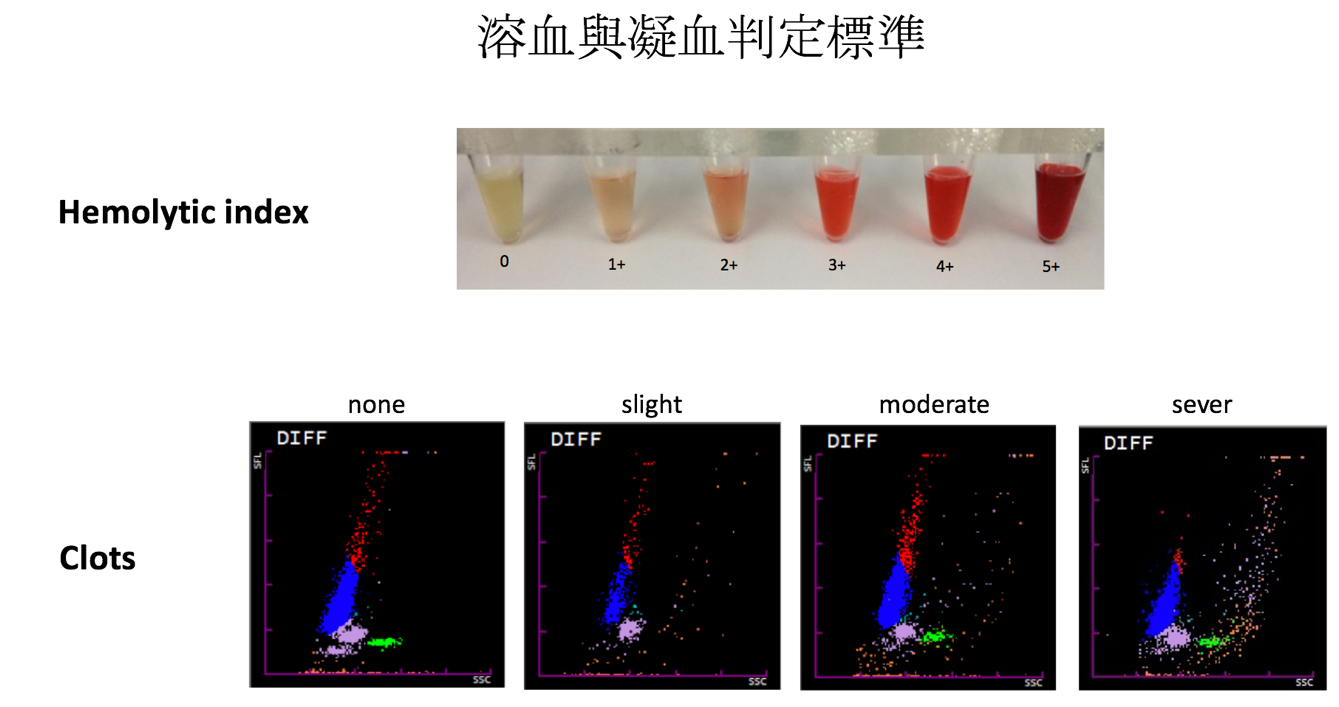 溶血與凝血判定標準
Hemolytic index
0 1+ 2+ 3+ 4+ 5+
none slight moderate sever
Clots
DIFF DIFF DIFF DIFF
SFL SFL SFL SFL
SSC SSC SSC SSC